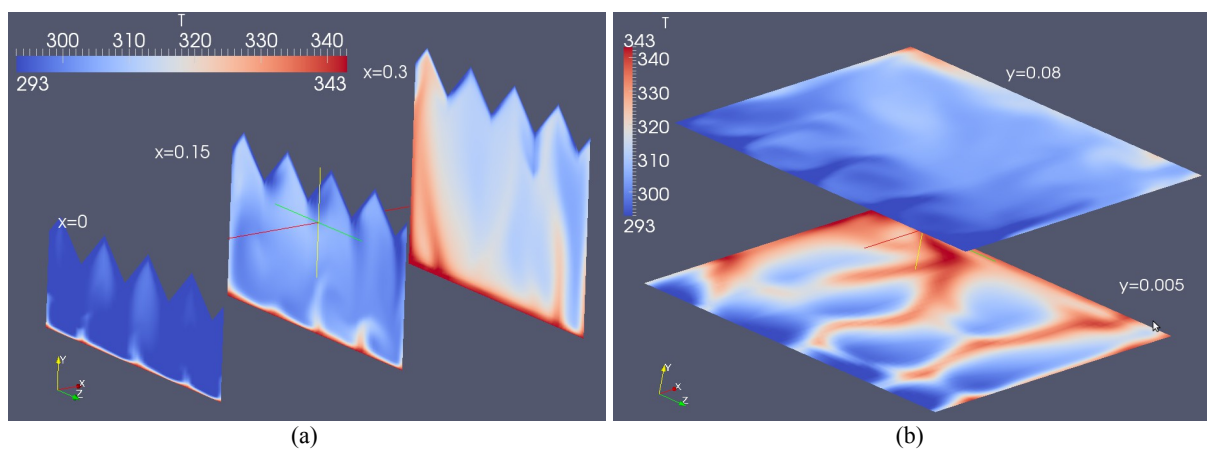 T
300 310 320 330 340
293 343
x=0.3
x=0.15
x=0
Y
X
Z
(a)
T
343
340
330
320
310
300
293
y=0.08
y=0.005
Y
X
Z
(b)